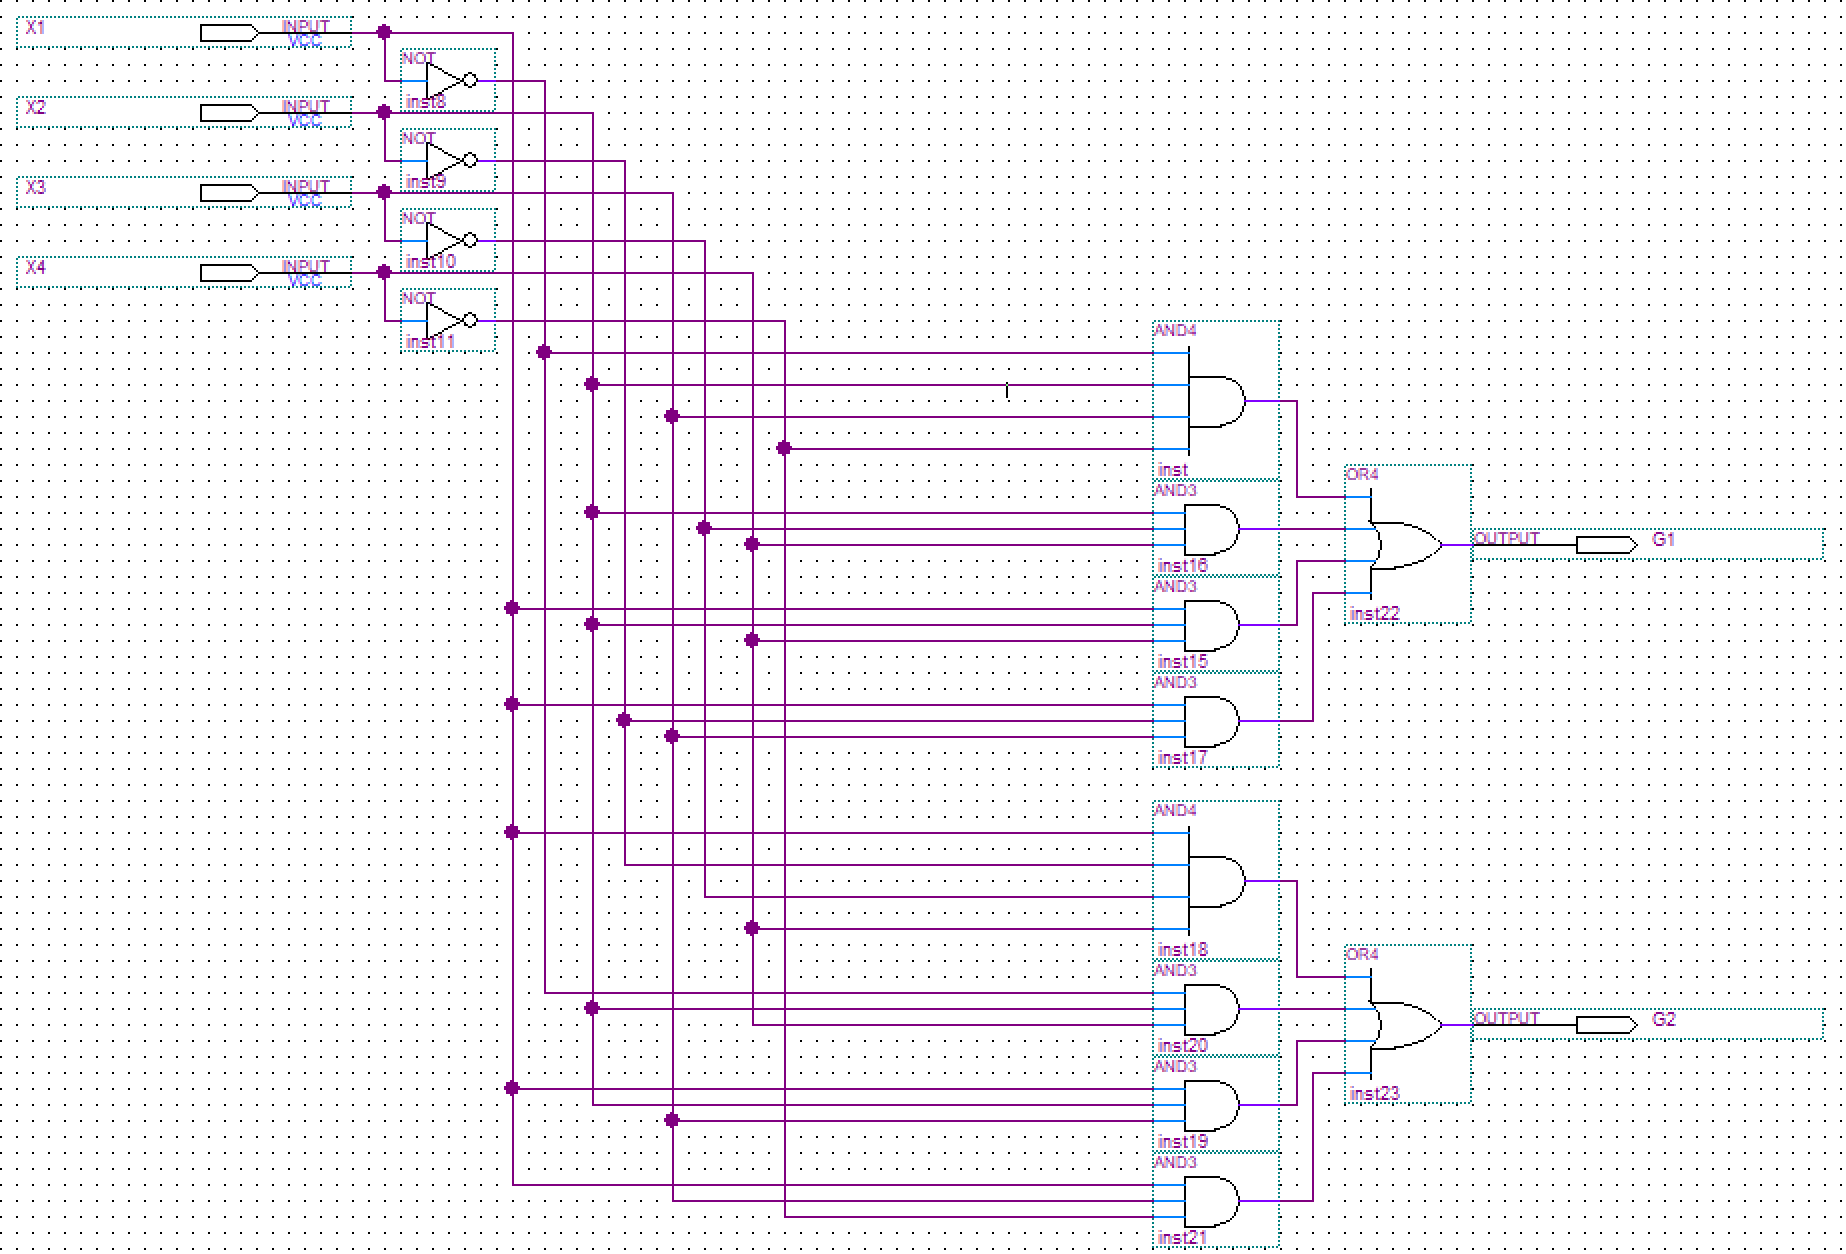 X1
INPUT
VCC
NOT
inst8
X2
INPUT
VCC
NOT
inst9
X3
INPUT
VCC
NOT
inst10
X4
INPUT
VCC
NOT
inst11
AND4
inst
AND3
inst16
AND3
inst15
AND3
inst17
OR4
inst22
OUTPUT
G1
AND4
inst18
AND3
inst20
AND3
inst19
AND3
inst21
OR4
inst23
OUTPUT
G2